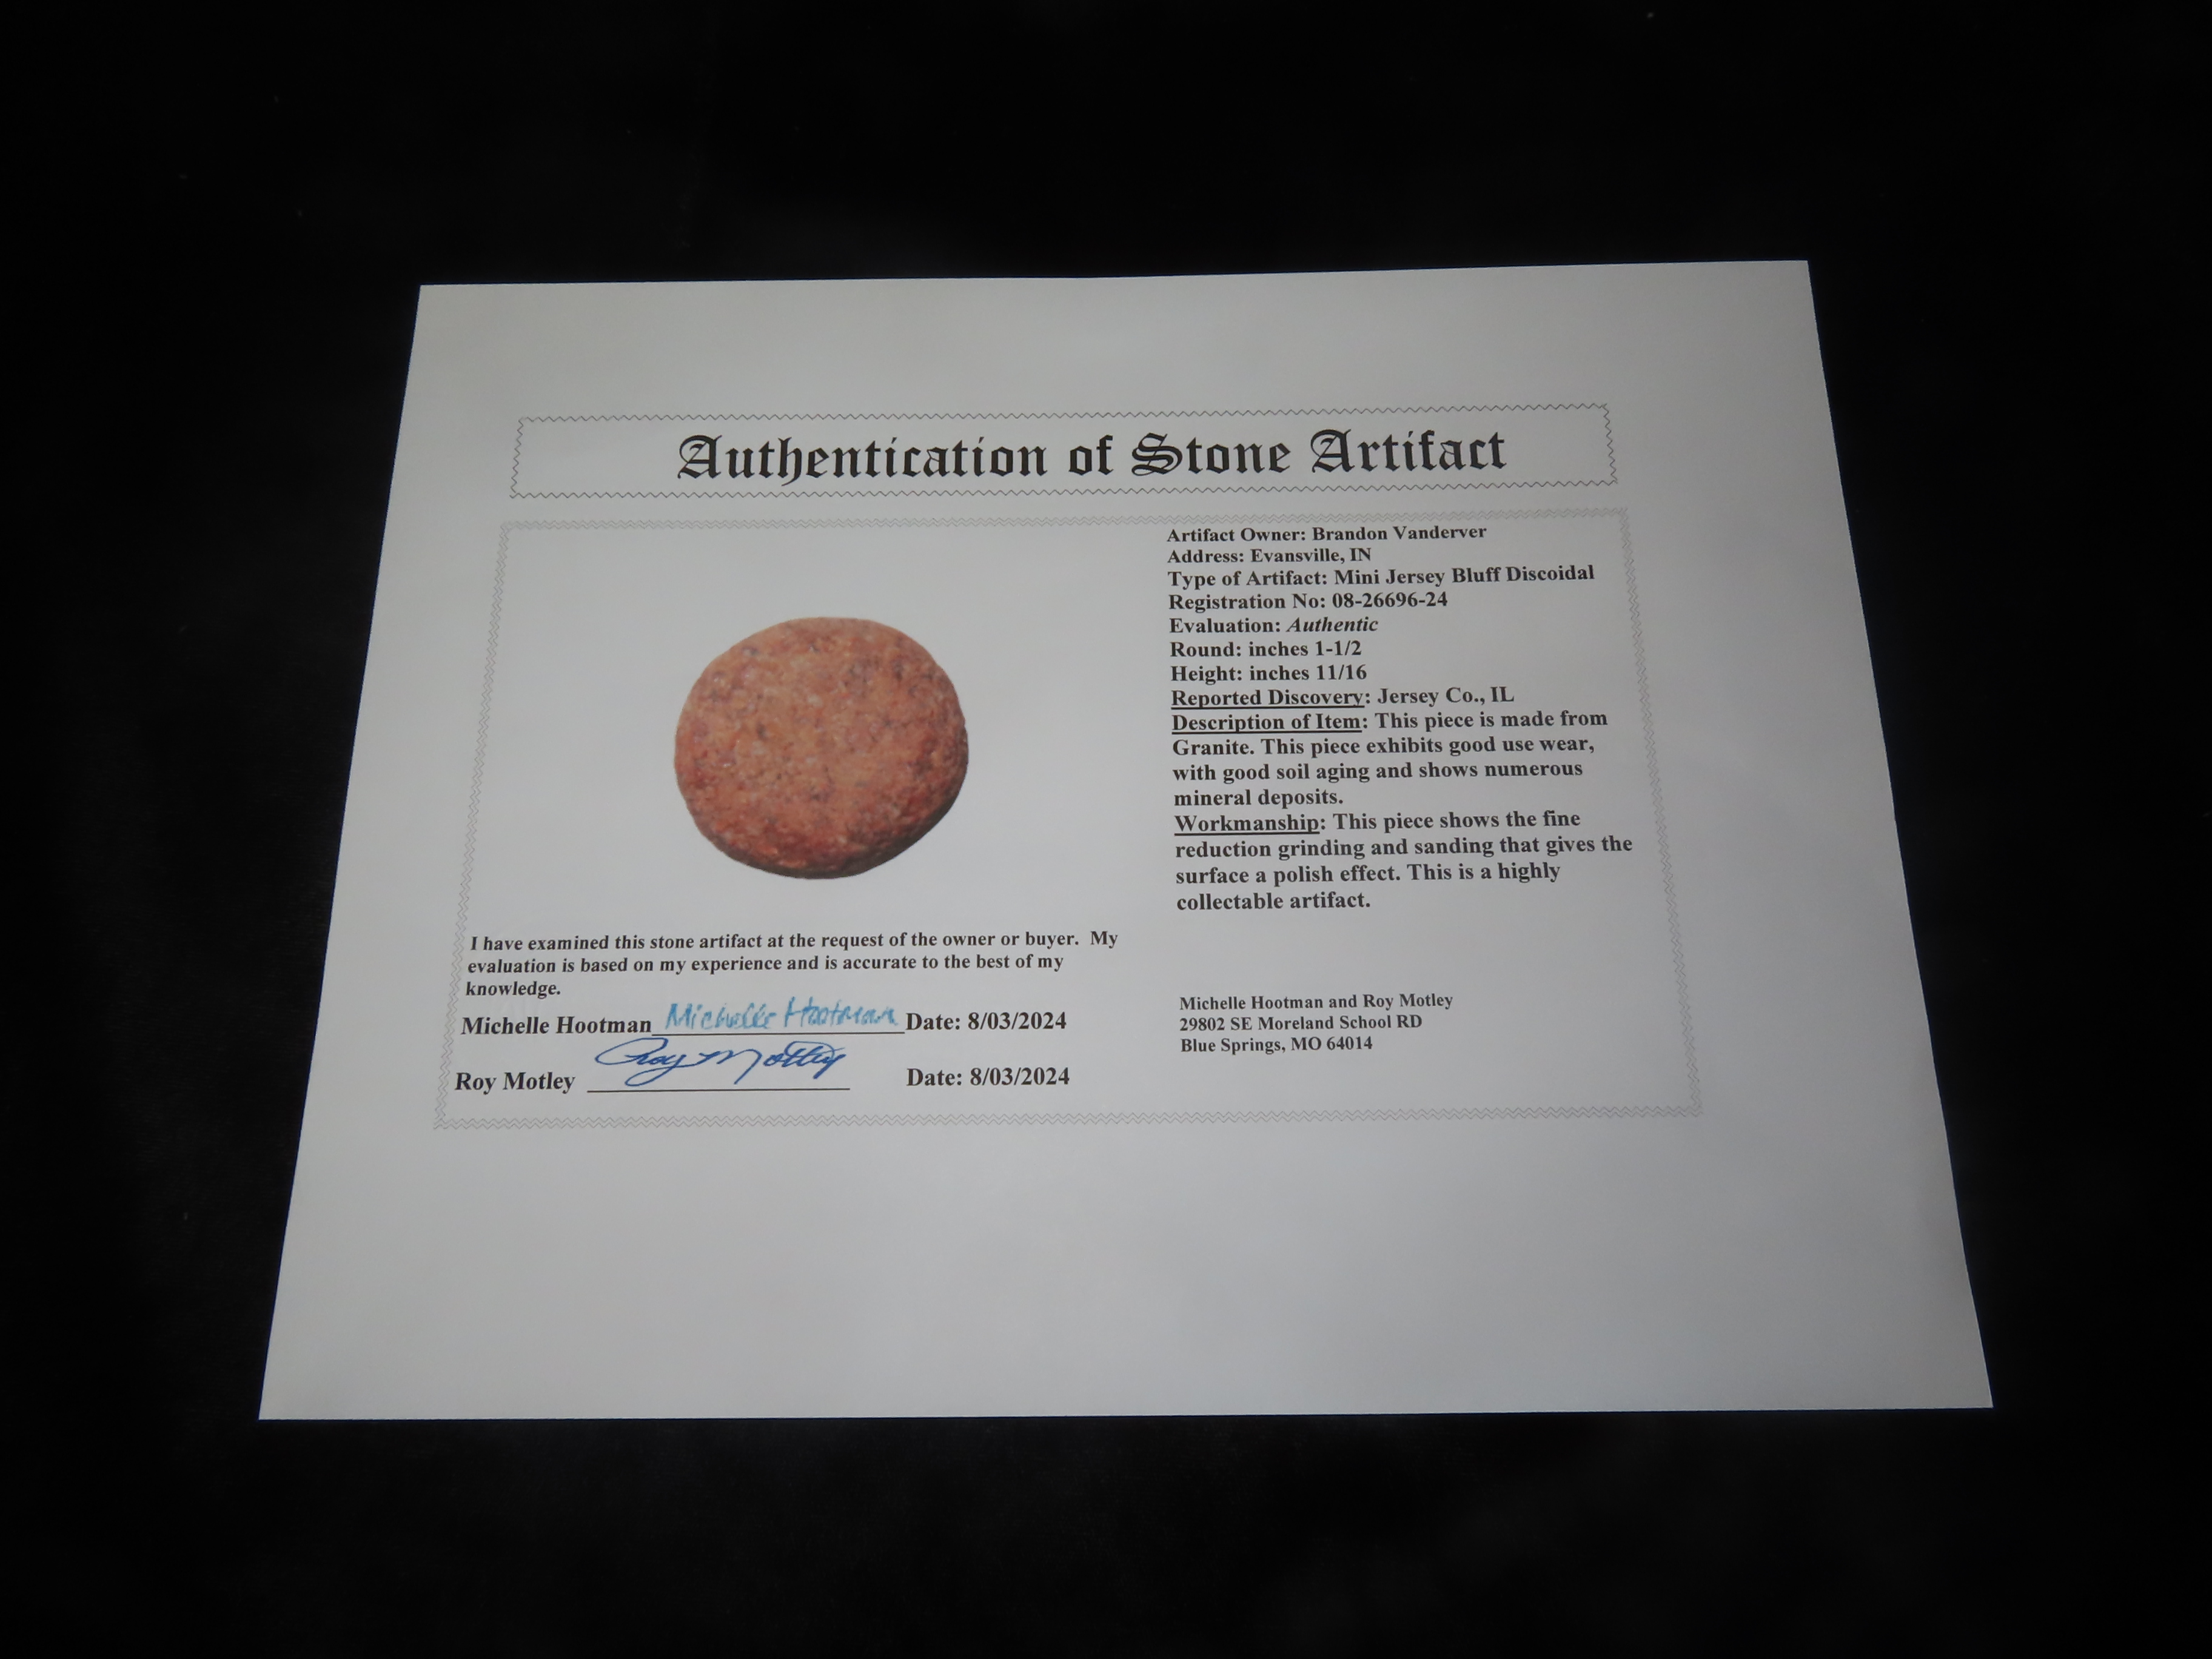 Authentication of Stone Artifact
Artifact Owner: Brandon Vanderver
Address: Evansville, IN
Type of Artifact: Mini Jersey Bluff Discoidal
Registration No: 08-26696-24
Evaluation: Authentic
Round: inches 1-1/2
Height: inches 11/16
Reported Discovery: Jersey Co., IL
Description of Item: This piece is made from
Granite. This piece exhibits good use wear,
with good soil aging and shows numerous
mineral deposits.
Workmanship: This piece shows the fine
reduction grinding and sanding that gives the
surface a polish effect. This is a highly
collectable artifact.
I have examined this stone artifact at the request of the owner or buyer.  My
evaluation is based on my experience and is accurate to the best of my
knowledge.
Michelle Hootman Michelle Hootman Date: 8/03/2024
Roy Motley Roy Motley Date: 8/03/2024
Michelle Hootman and Roy Motley
29802 SE Moreland School RD
Blue Springs, MO 64014